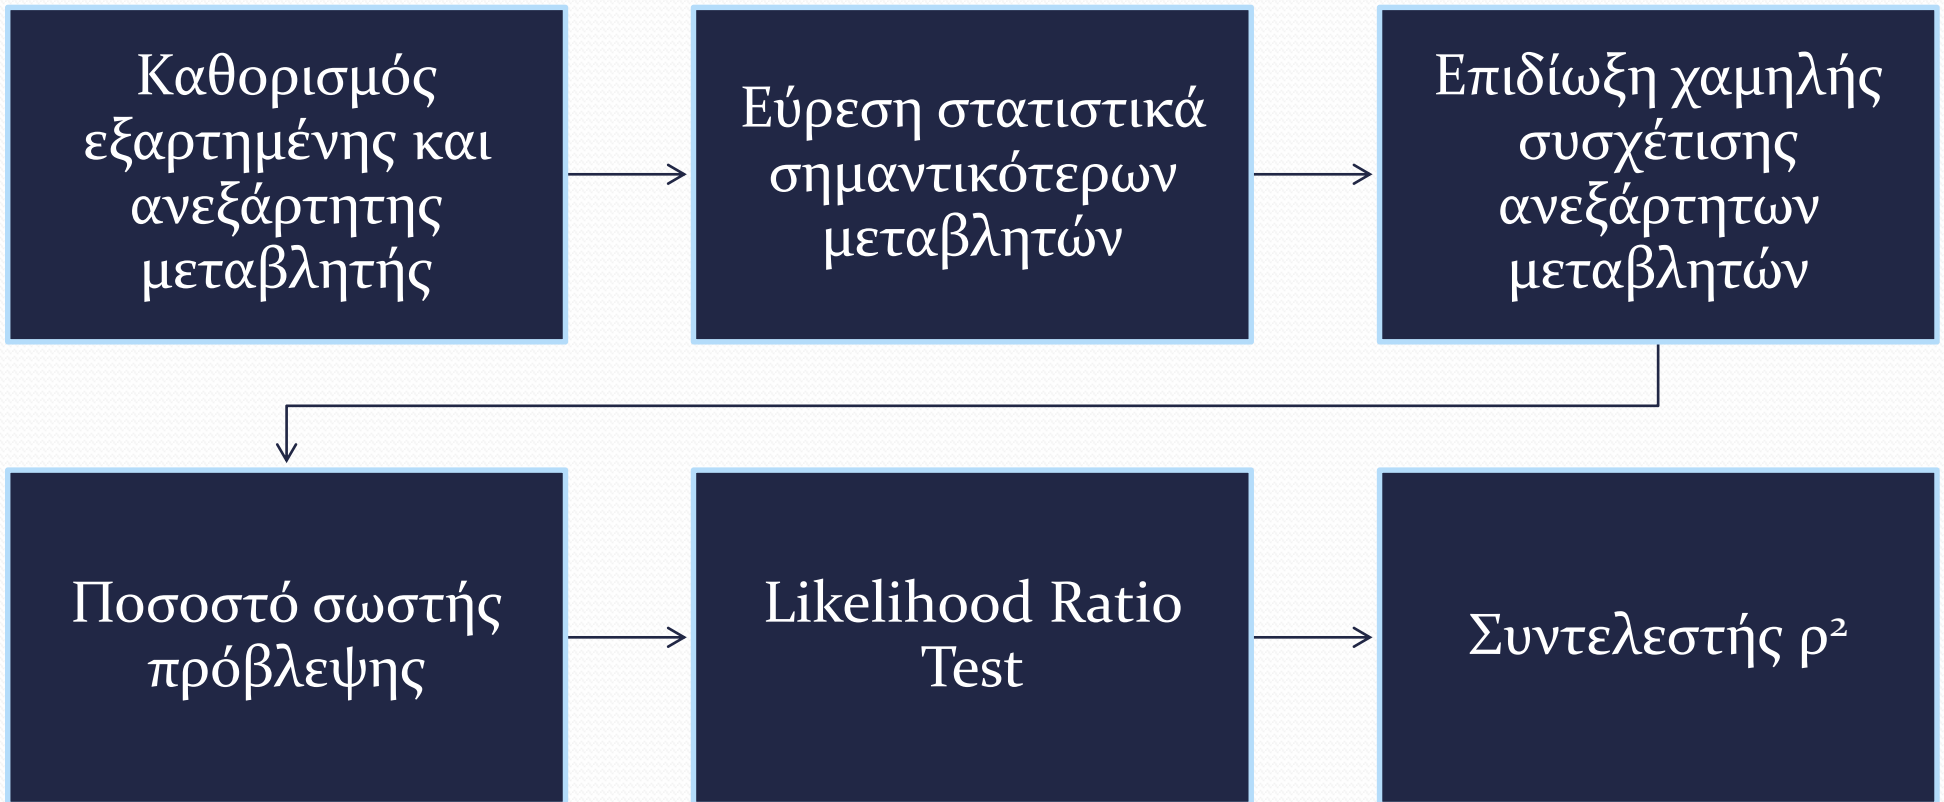 Καθορισμός
εξαρτημένης και
ανεξάρτητης
μεταβλητής
Εύρεση στατιστικά
σημαντικότερων
μεταβλητών
Επιδίωξη χαμηλής
συσχέτισης
ανεξάρτητων
μεταβλητών
Ποσοστό σωστής
πρόβλεψης
Likelihood Ratio
Test
Συντελεστής ρ²